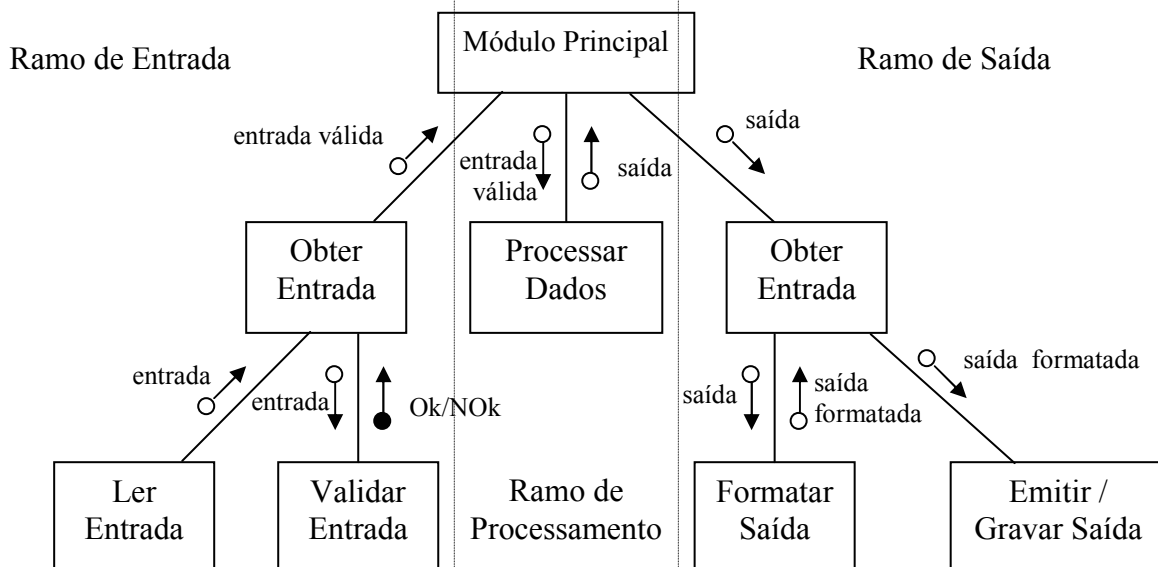 Módulo Principal
Ramo de Entrada
Ramo de Saída
entrada válida
entrada
válida
saída
saída
Obter
Entrada
Processar
Dados
Obter
Entrada
entrada
entrada
Ok/NOk
saída
saída
formatada
saída formatada
Ler
Entrada
Validar
Entrada
Ramo de
Processamento
Formatar
Saída
Emitir /
Gravar Saída